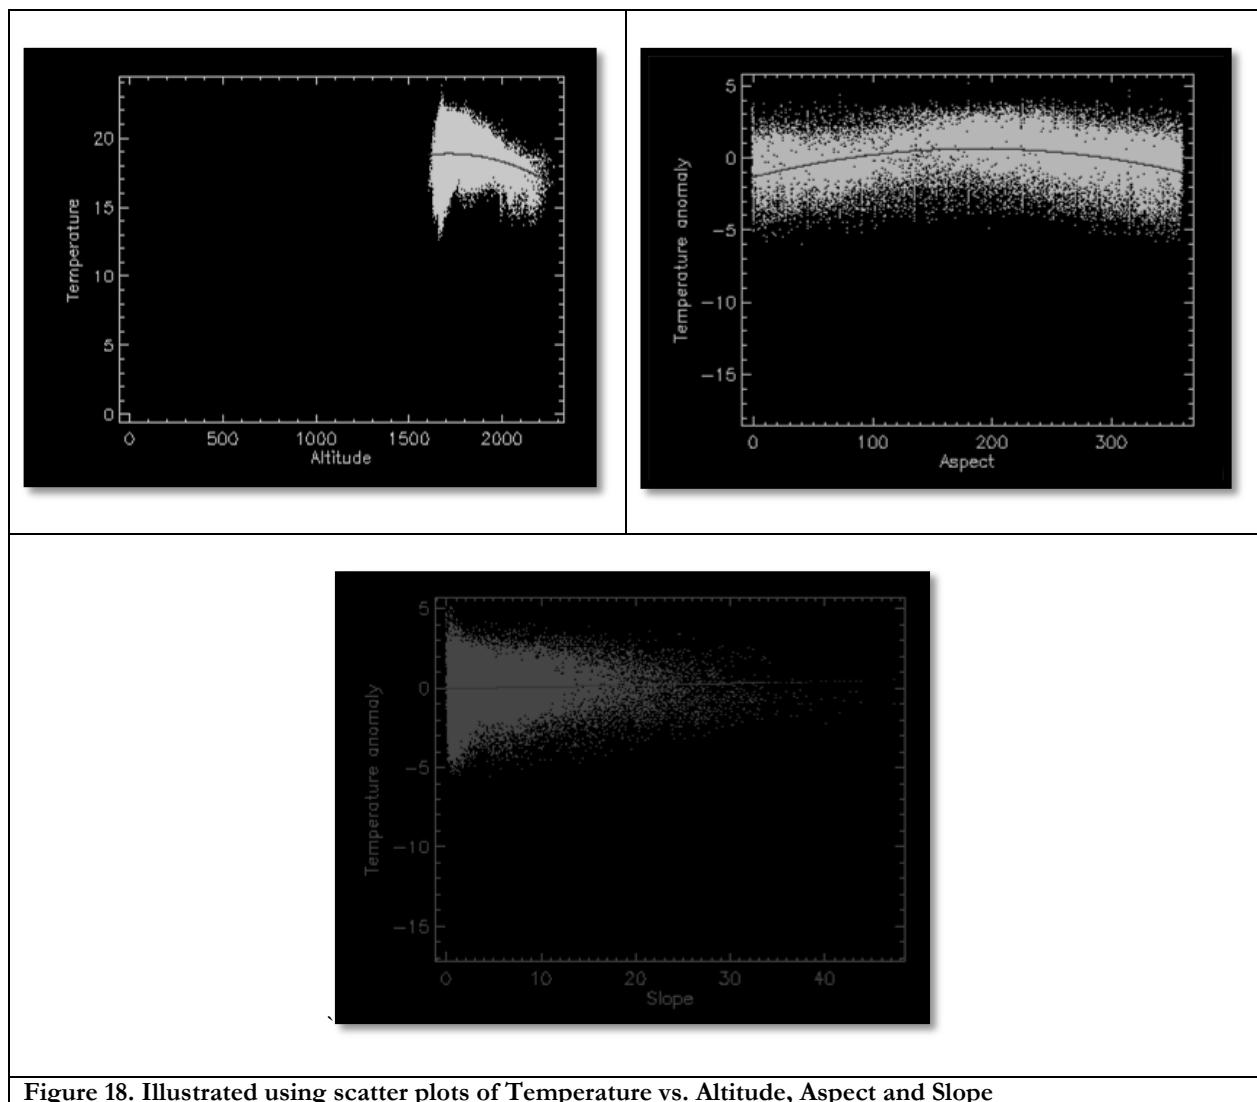 20
15
10
5
0
Temperature
0 500 1000 1500 2000
Altitude
5
0
−5
−10
−15
Temperature anomaly
0 100 200 300
Aspect
5
0
−5
−10
−15
Temperature anomaly
0 10 20 30 40
Slope
`
Figure 18. Illustrated using scatter plots of Temperature vs. Altitude, Aspect and Slope